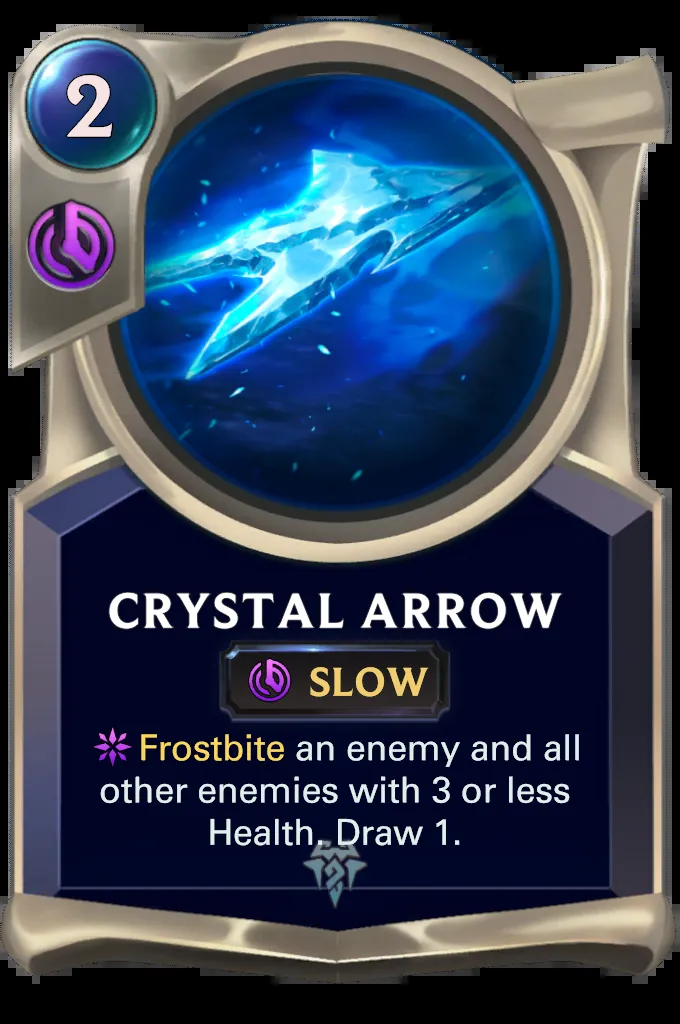 2
CRYSTAL ARROW
SLOW
Frostbite an enemy and all
other enemies with 3 or less
Health. Draw 1.